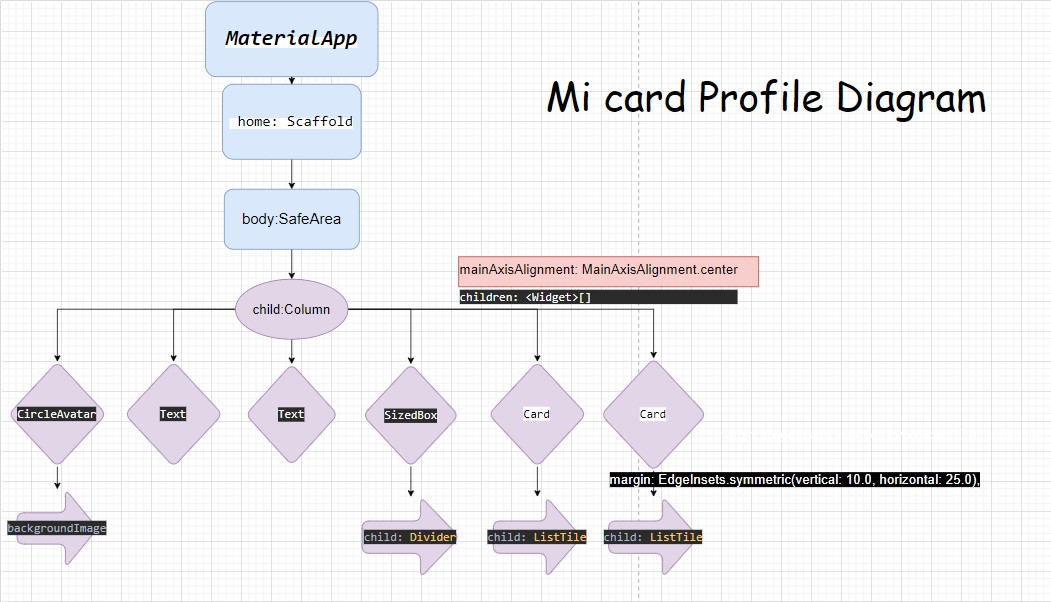 MaterialApp
Mi card Profile Diagram
home: Scaffold
body:SafeArea
mainAxisAlignment: MainAxisAlignment.center
children: <Widget>[]
child:Column
CircleAvatar
Text
Text
SizedBox
Card
Card
margin: EdgeInsets.symmetric(vertical: 10.0, horizontal: 25.0),
backgroundImage
child: Divider
child: ListTile
child: ListTile